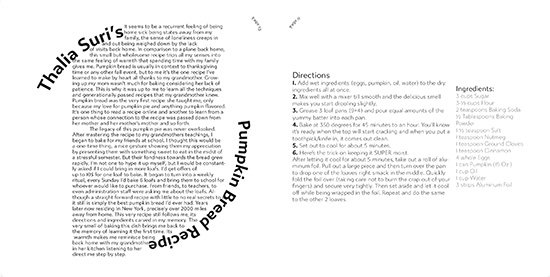 Thalia Suri's
Pumpkin Bread Recipe
It seems to be a recurrent feeling of being
home sick being states away from my
family, the sense of loneliness creeps in
and out being weighed down by the lack
of visits back home. In comparison to a plane back home,
this small but wholesome recipe ties all my senses into
the same feeling of warmth that spending time with my family
gives me. Pumpkin bread is usually in context to thanksgiving
time or any other fall event, but to me it's the one recipe I've
learned to make by heart all thanks to my grandmother. Grow-
ing up my mom wasn't much for baking considering her lack of
patience. This is why it was up to me to learn all the techniques
and generationally passed recipes that my grandmother knew.
Pumpkin bread was the very first recipe she taught me, only
because my love for pumpkin pie and anything pumpkin flavored.
It's one thing to read a recipe online and another to learn from a
person whose connection to the recipe was passed down from
her mother and her mother's mother and so forth.
The legacy of this pumpkin pie was never overlooked.
After mastering the recipe to my grandmothers teachings, I
began to bake for my friends at school. I thought this would be
a one time thing, a nice gesture showing them my appreciation
by presenting them with something sweet to eat in the midst of
a stressful semester. But their fondness towards the bread grew
rapidly. I'm not one to hype it up myself, but I would be constantly
asked if I could bring in more loafs. I'd get offers of
up to $25 for one loaf to bake. It began to turn into a weekly
ritual, every Sunday I'd bake 5 loafs and bring them to school for
whoever would like to purchase. From friends, to teachers, to
even administration staff were asking me about the loafs. Al-
though a straight forward recipe with little to no real secrets to
it still is simply the best pumpkin bread I'd ever had. Years
later now residing in New York, precisely over 2000 miles
away from home. This very recipe still follows me, its
directions and ingredients carved in my memory. The
very smell of baking this dish brings me back to
the memory of learning it the first time. Its
warmth makes me reminisce being
back home with my grandmother
in her kitchen listening to her
direct me step by step.
Directions
1. Add wet ingredients (eggs, pumpkin, oil, water) to the dry
ingredients all at once.
2. Mix well with a mixer till smooth and the delicious smell
makes you start drooling slightly.
3. Grease 3 loaf pans (9×4) and pour equal amounts of the
yummy batter into each pan.
4. Bake at 350 degrees for 45 minutes to an hour. You'll know
it's ready when the top will start cracking and when you put a
toothpick/knife in, it comes out clean.
5. Set out to cool for about 5 minutes.
6. Here's the trick on keeping it SUPER moist.
After letting it cool for about 5 minutes, take out a roll of alu-
minum foil. Pull out a large piece and then turn over the pan
to drop one of the loaves right smack in the middle. Quickly
fold the foil over (taking care not to burn the crap out of your
fingers) and secure very tightly. Then set aside and let it cool
off while being wrapped in the foil. Repeat and do the same
to the other 2 loaves.
Ingredients:
3 cups Sugar
3 ½ cups Flour
2 teaspoons Baking Soda
½ Tablespoons Baking
Powder
1 ½ teaspoon Salt
1 teaspoon Nutmeg
1 teaspoon Ground Cloves
1 teaspoon Cinnamon
4 whole Eggs
1 can Pumpkin (15 Oz.)
1 cup Oil
1 cup Water
3 strips Aluminum Foil